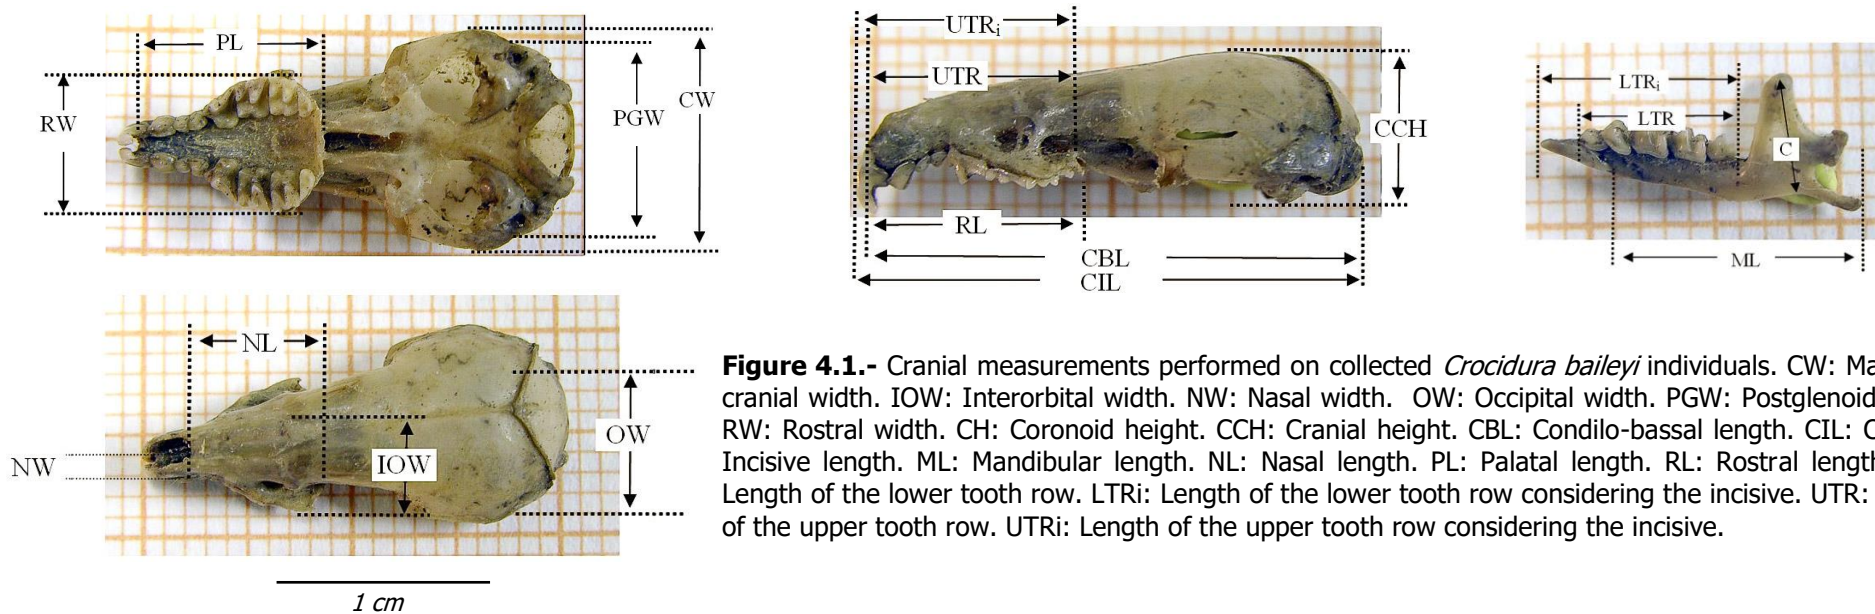 PL
RW
PGW
CW
UTRi
UTR
CCH
RL
CBL
CIL
LTRi
LTR
C
ML
NL
NW
IOW
OW
1 cm
Figure 4.1.- Cranial measurements performed on collected Crocidura baileyi individuals. CW:
cranial width. IOW: Interorbital width. NW: Nasal width. OW: Occipital width. PGW: Postglenoid
RW: Rostral width. CH: Coronoid height. CCH: Cranial height. CBL: Condilo-bassal length. CIL:
Incisive length. ML: Mandibular length. NL: Nasal length. PL: Palatal length. RL: Rostral length
Length of the lower tooth row. LTRi: Length of the lower tooth row considering the incisive. UTR:
of the upper tooth row. UTRi: Length of the upper tooth row considering the incisive.